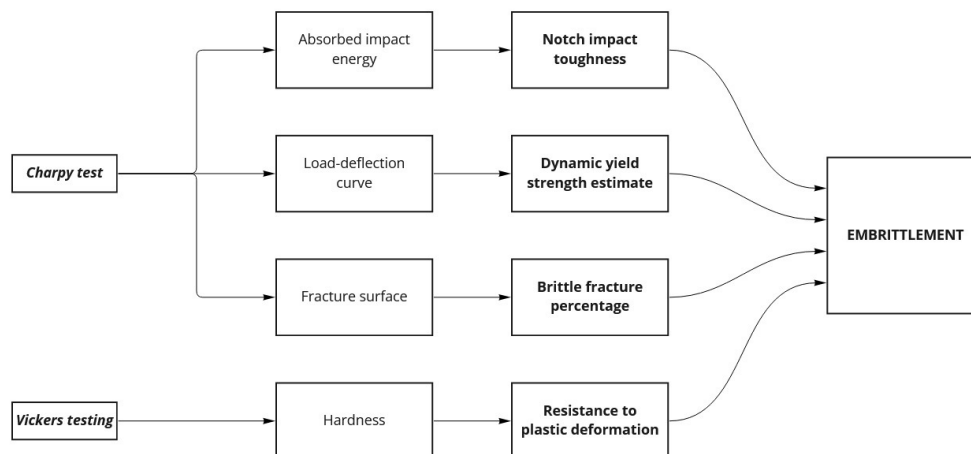 Absorbed impact
energy
Notch impact
toughness
Charpy test
Load-deflection
curve
Dynamic yield
strength estimate
EMBRITTLEMENT
Fracture surface
Brittle fracture
percentage
Vickers testing
Hardness
Resistance to
plastic deformation